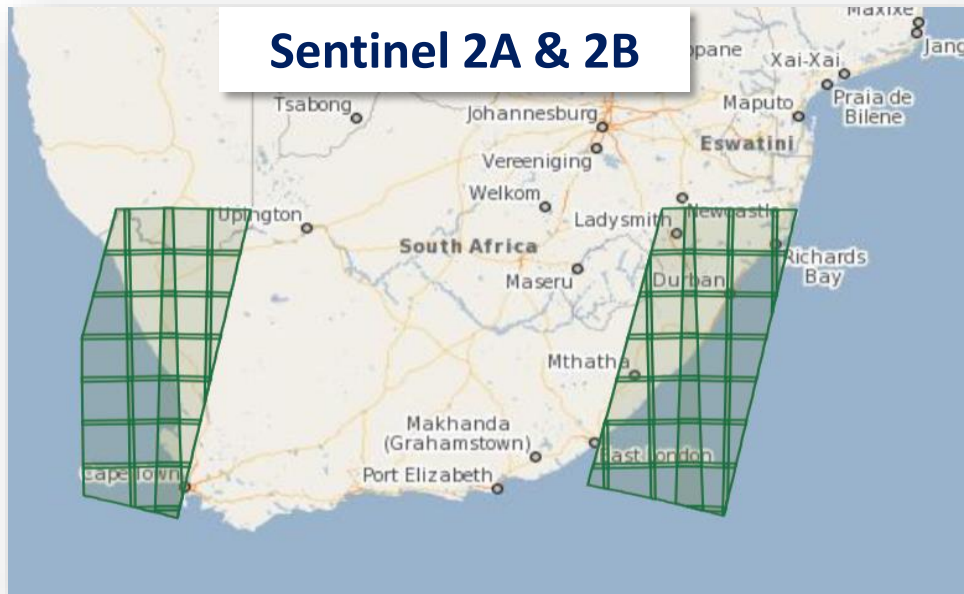 Sentinel 2A & 2B
Maxixe
Jang
opane
Xai-Xai
Tsabong
Johannesburg
Maputo
Praia de
Bilene
Eswatini
Vereeniging
Welkom
Upington
Ladysmith
Newcastle
South Africa
Maseru
Durban
Richards
Bay
Mthatha
Makhanda
(Grahamstown)
East London
Cape Town
Port Elizabeth